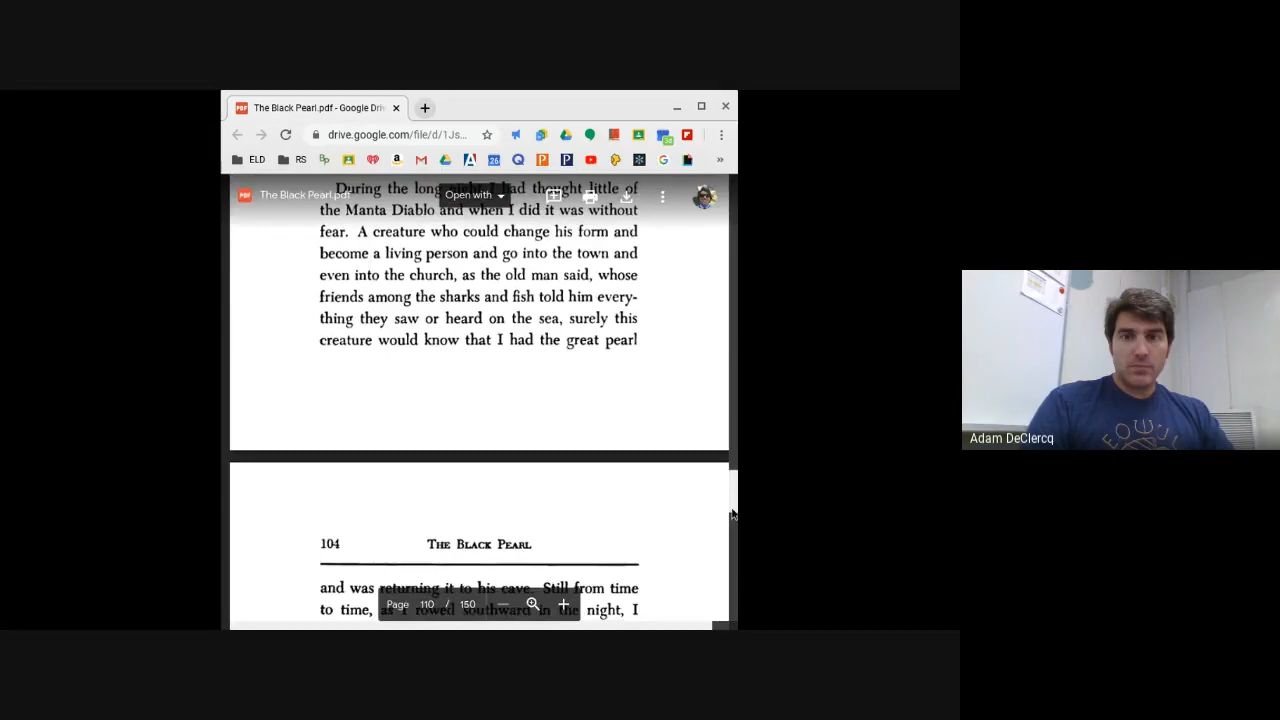 The Black Pearl.pdf - Google Driv
drive.google.com/file/d/1Js...
ELD RS
During the long night I had thought little of
The Black Pearl.pdf
Open with
the Manta Diablo and when I did it was without
fear. A creature who could change his form and
become a living person and go into the town and
even into the church, as the old man said, whose
friends among the sharks and fish told him every-
thing they saw or heard on the sea, surely this
creature would know that I had the great pearl
104 THE BLACK PEARL
and was returning it to his cave. Still from time
to time, as I rowed southward in the night, I
Page 110 / 150
Adam DeClercq